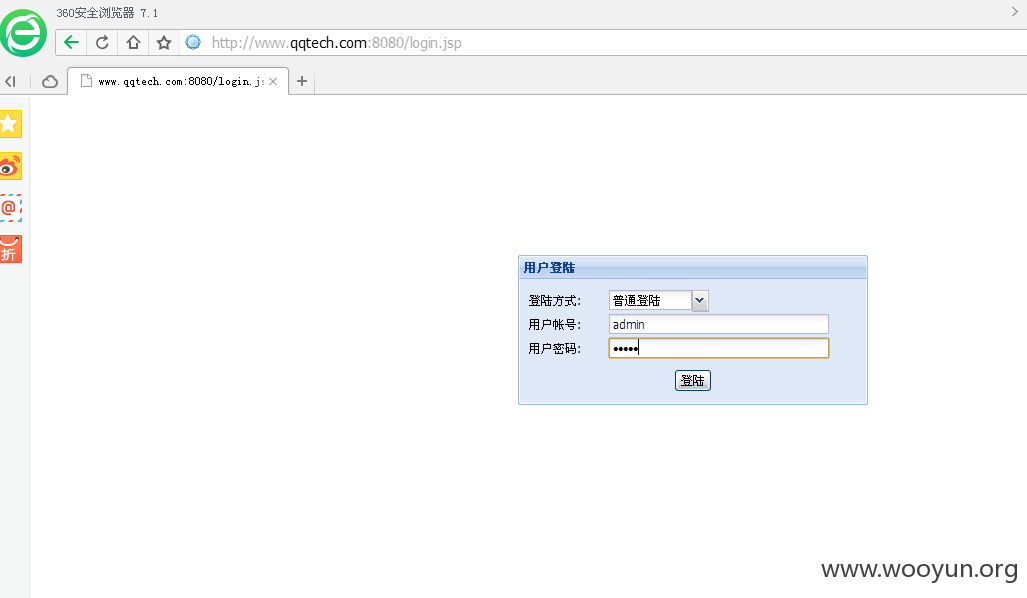 360安全浏览器 7.1
http://www.qqtech.com:8080/login.jsp
www.qqtech.com:8080/login.js
折
用户登陆
登陆方式: 普通登陆
用户帐号: admin
用户密码: •••••
登陆
www.wooyun.org